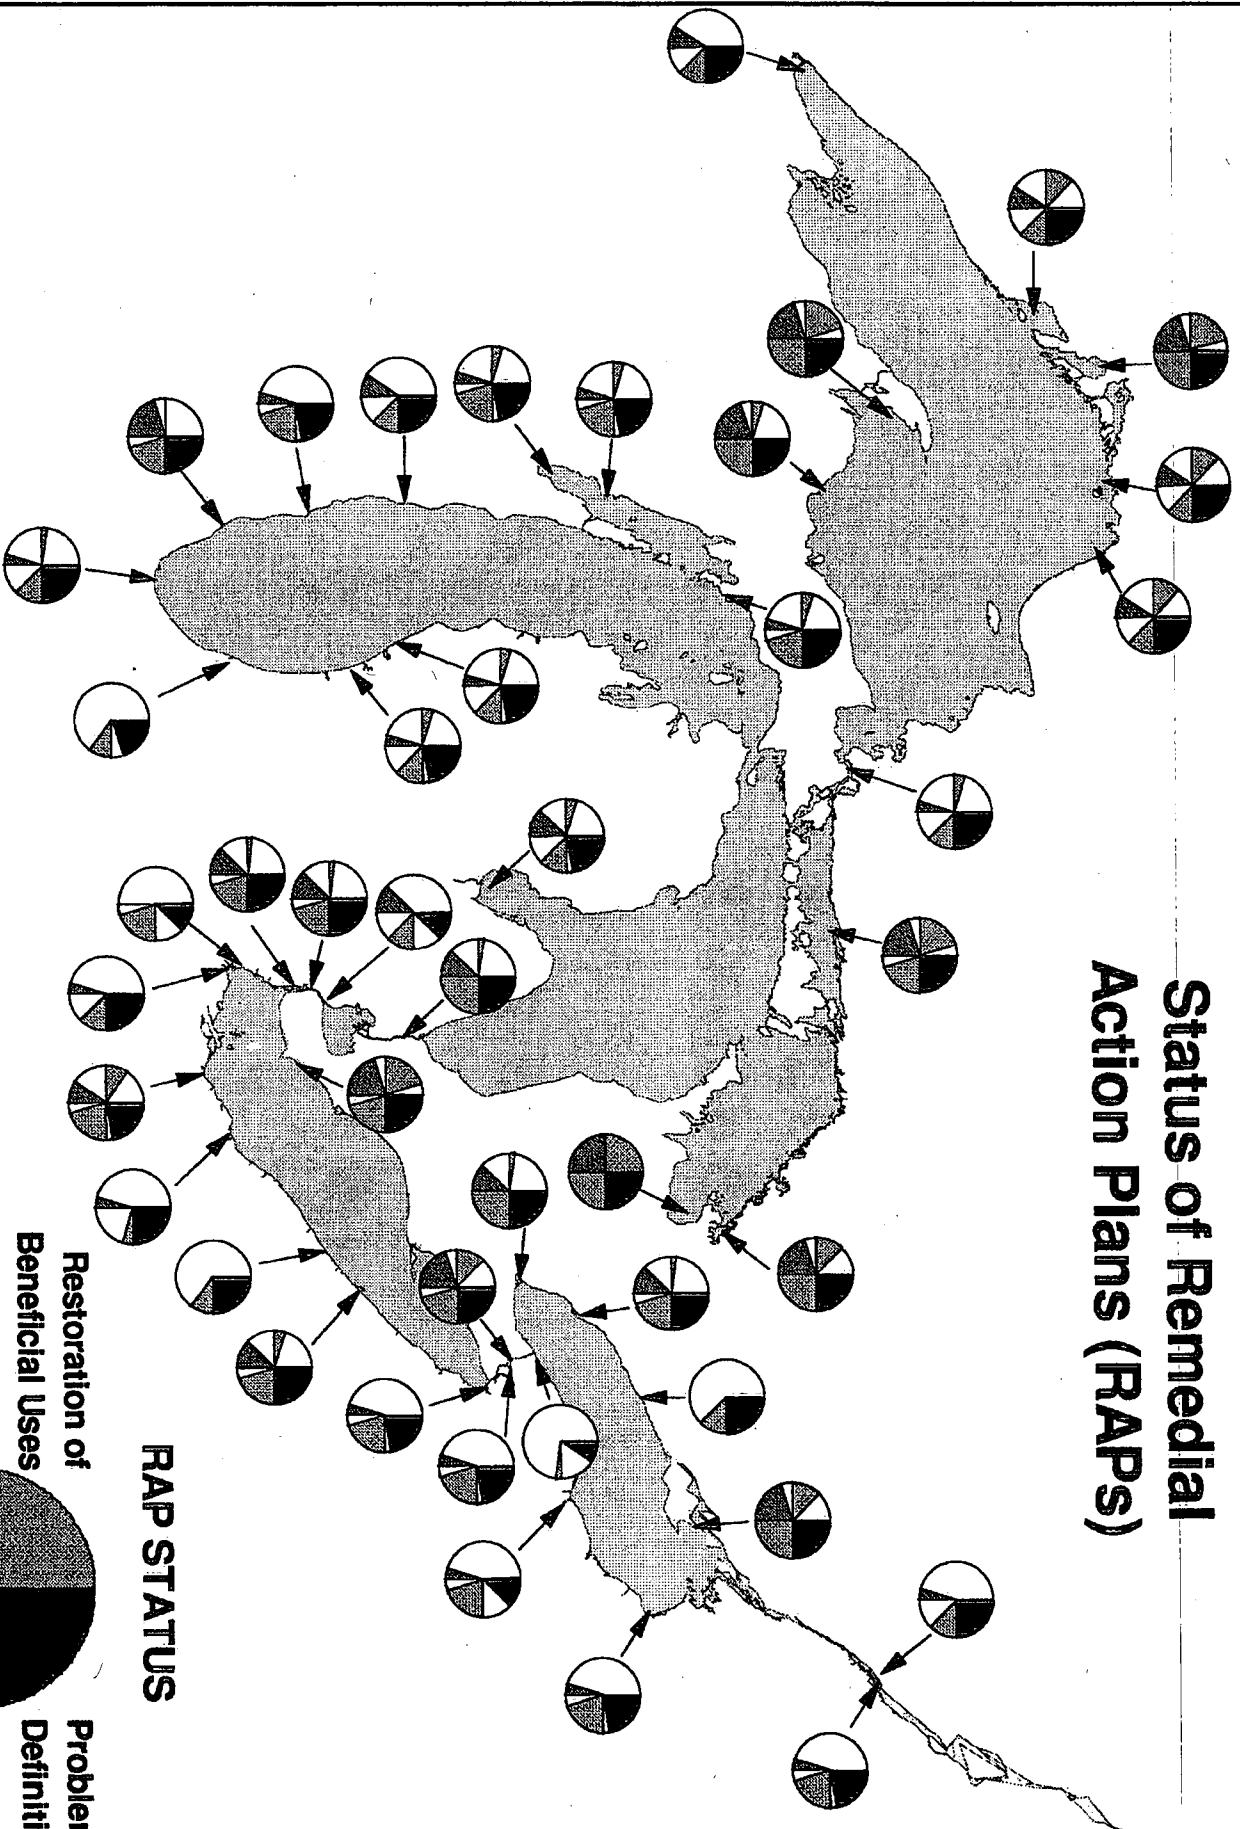 Status of Remedial
Action Plans (RAPs)
RAP STATUS
Restoration of
Beneficial Uses